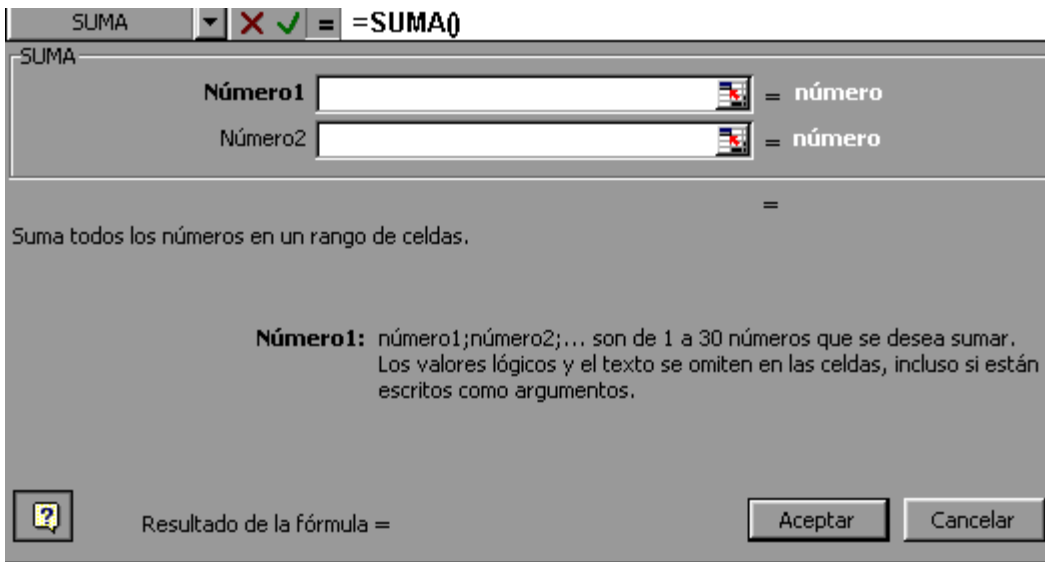 SUMA = =SUMA()
SUMA
Número1 = número
Número2 = número
=
Suma todos los números en un rango de celdas.
Número1: número1;número2;... son de 1 a 30 números que se desea sumar.
Los valores lógicos y el texto se omiten en las celdas, incluso si están
escritos como argumentos.
? Resultado de la fórmula = Aceptar Cancelar